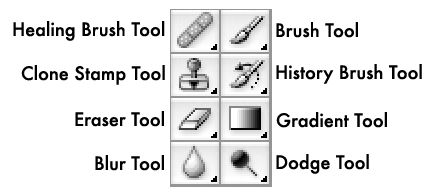 Healing Brush Tool
Brush Tool
Clone Stamp Tool
History Brush Tool
Eraser Tool
Gradient Tool
Blur Tool
Dodge Tool